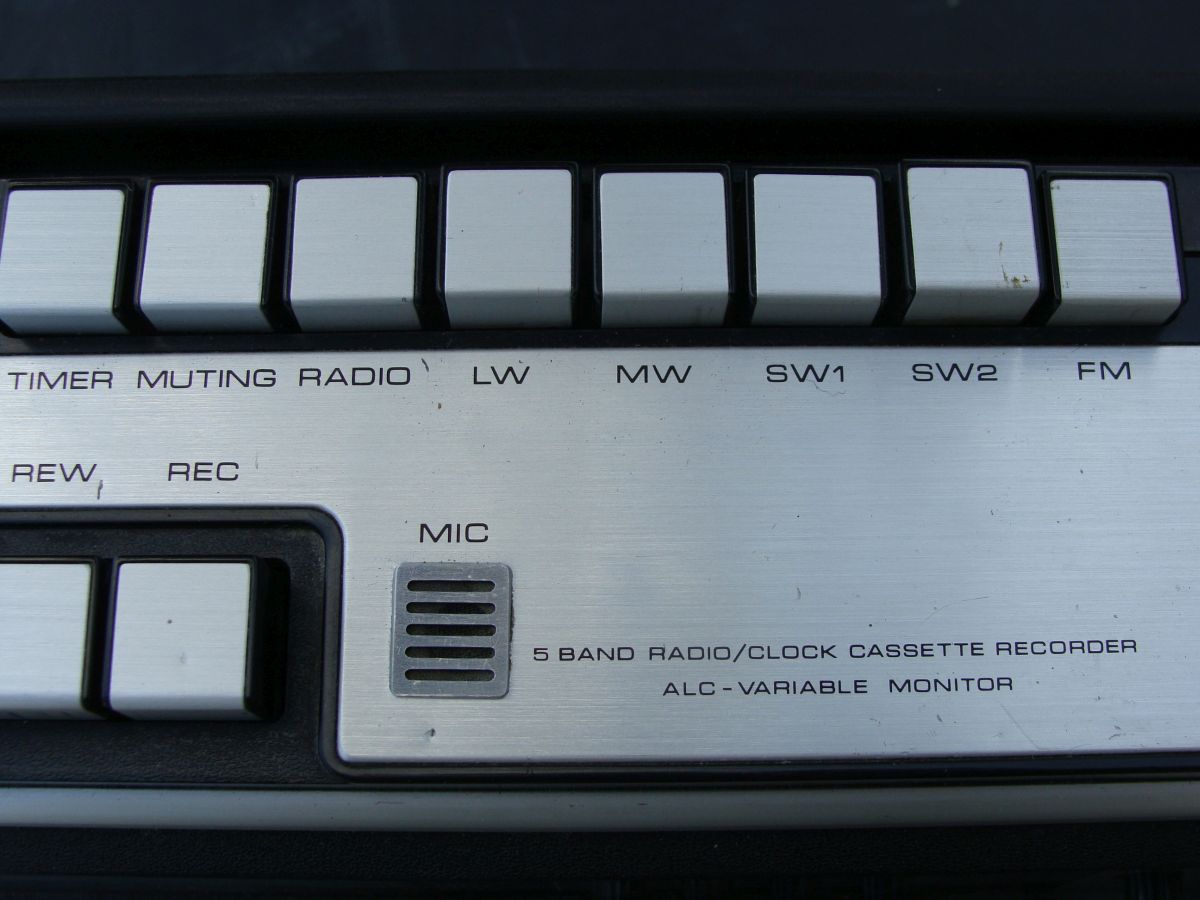 TIMER MUTING RADIO LW MW SW1 SW2 FM
REW REC
MIC
5 BAND RADIO/CLOCK CASSETTE RECORDER
ALC-VARIABLE MONITOR